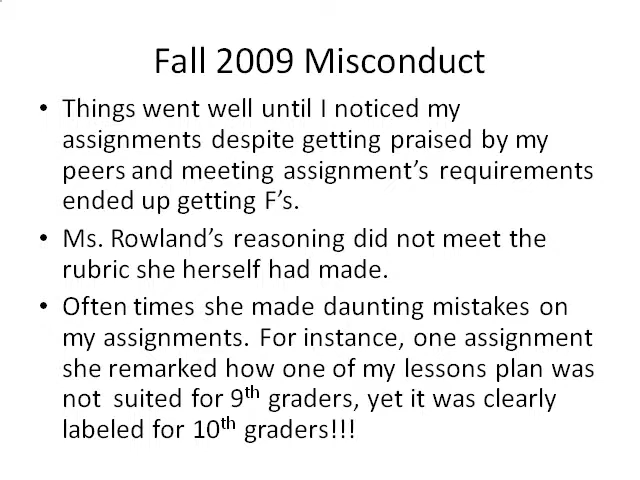 Fall 2009 Misconduct
• Things went well until I noticed my
assignments despite getting praised by my
peers and meeting assignment's requirements
ended up getting F's.
• Ms. Rowland's reasoning did not meet the
rubric she herself had made.
• Often times she made daunting mistakes on
my assignments. For instance, one assignment
she remarked how one of my lessons plan was
not suited for 9th graders, yet it was clearly
labeled for 10th graders!!!